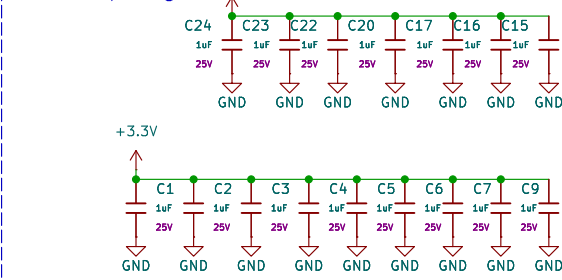 C24 C23 C22 C20 C17 C16 C15
1uF 1uF 1uF 1uF 1uF 1uF 1uF
25V 25V 25V 25V 25V 25V 25V
GND GND GND GND GND GND GND
+3.3V
C1 C2 C3 C4 C5 C6 C7 C9
1uF 1uF 1uF 1uF 1uF 1uF 1uF 1uF
25V 25V 25V 25V 25V 25V 25V 25V
GND GND GND GND GND GND GND GND